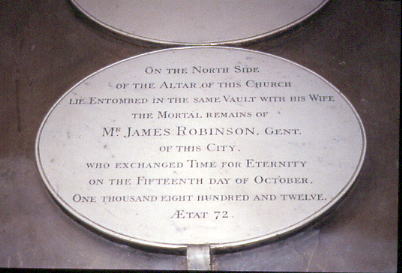 On the North Side
of the Altar of this Church
lie Entombed in the same Vault with his Wife
the Mortal remains of
Mr. James Robinson, Gent.
of this City.
who exchanged Time for Eternity
on the Fifteenth day of October.
One thousand eight hundred and twelve.
Ætat 72.